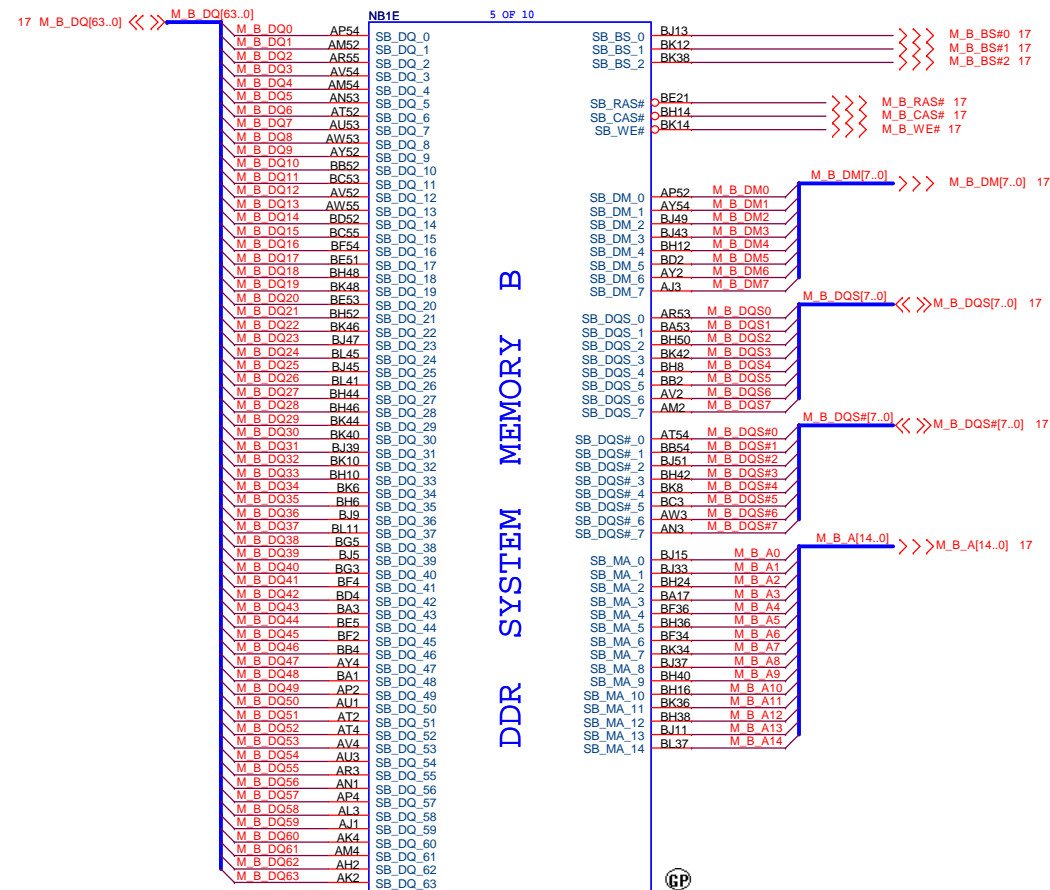 17 M_B_DQ[63..0] M_B_DQ[63..0]
NB1E 5 OF 10
M_B_DQ0 AP54 SB_DQ_0
M_B_DQ1 AM52 SB_DQ_1
M_B_DQ2 AR55 SB_DQ_2
M_B_DQ3 AV54 SB_DQ_3
M_B_DQ4 AM54 SB_DQ_4
M_B_DQ5 AN53 SB_DQ_5
M_B_DQ6 AT52 SB_DQ_6
M_B_DQ7 AU53 SB_DQ_7
M_B_DQ8 AW53 SB_DQ_8
M_B_DQ9 AY52 SB_DQ_9
M_B_DQ10 BB52 SB_DQ_10
M_B_DQ11 BC53 SB_DQ_11
M_B_DQ12 AV52 SB_DQ_12
M_B_DQ13 AW55 SB_DQ_13
M_B_DQ14 BD52 SB_DQ_14
M_B_DQ15 BC55 SB_DQ_15
M_B_DQ16 BF54 SB_DQ_16
M_B_DQ17 BE51 SB_DQ_17
M_B_DQ18 BH48 SB_DQ_18
M_B_DQ19 BK48 SB_DQ_19
M_B_DQ20 BE53 SB_DQ_20
M_B_DQ21 BH52 SB_DQ_21
M_B_DQ22 BK46 SB_DQ_22
M_B_DQ23 BJ47 SB_DQ_23
M_B_DQ24 BL45 SB_DQ_24
M_B_DQ25 BJ45 SB_DQ_25
M_B_DQ26 BL41 SB_DQ_26
M_B_DQ27 BH44 SB_DQ_27
M_B_DQ28 BH46 SB_DQ_28
M_B_DQ29 BK44 SB_DQ_29
M_B_DQ30 BK40 SB_DQ_30
M_B_DQ31 BJ39 SB_DQ_31
M_B_DQ32 BK10 SB_DQ_32
M_B_DQ33 BH10 SB_DQ_33
M_B_DQ34 BK6 SB_DQ_34
M_B_DQ35 BH6 SB_DQ_35
M_B_DQ36 BJ9 SB_DQ_36
M_B_DQ37 BL11 SB_DQ_37
M_B_DQ38 BG5 SB_DQ_38
M_B_DQ39 BJ5 SB_DQ_39
M_B_DQ40 BG3 SB_DQ_40
M_B_DQ41 BF4 SB_DQ_41
M_B_DQ42 BD4 SB_DQ_42
M_B_DQ43 BA3 SB_DQ_43
M_B_DQ44 BE5 SB_DQ_44
M_B_DQ45 BF2 SB_DQ_45
M_B_DQ46 BB4 SB_DQ_46
M_B_DQ47 AY4 SB_DQ_47
M_B_DQ48 BA1 SB_DQ_48
M_B_DQ49 AP2 SB_DQ_49
M_B_DQ50 AU1 SB_DQ_50
M_B_DQ51 AT2 SB_DQ_51
M_B_DQ52 AT4 SB_DQ_52
M_B_DQ53 AV4 SB_DQ_53
M_B_DQ54 AU3 SB_DQ_54
M_B_DQ55 AR3 SB_DQ_55
M_B_DQ56 AN1 SB_DQ_56
M_B_DQ57 AP4 SB_DQ_57
M_B_DQ58 AL3 SB_DQ_58
M_B_DQ59 AJ1 SB_DQ_59
M_B_DQ60 AK4 SB_DQ_60
M_B_DQ61 AM4 SB_DQ_61
M_B_DQ62 AH2 SB_DQ_62
M_B_DQ63 AK2 SB_DQ_63
DDR SYSTEM MEMORY B
SB_BS_0 BJ13 M_B_BS#0 17
SB_BS_1 BK12 M_B_BS#1 17
SB_BS_2 BK38 M_B_BS#2 17
SB_RAS# BE21 M_B_RAS# 17
SB_CAS# BH14 M_B_CAS# 17
SB_WE# BK14 M_B_WE# 17
M_B_DM[7..0] M_B_DM[7..0] 17
SB_DM_0 AP52 M_B_DM0
SB_DM_1 AY54 M_B_DM1
SB_DM_2 BJ49 M_B_DM2
SB_DM_3 BJ43 M_B_DM3
SB_DM_4 BH12 M_B_DM4
SB_DM_5 BD2 M_B_DM5
SB_DM_6 AY2 M_B_DM6
SB_DM_7 AJ3 M_B_DM7
M_B_DQS[7..0] M_B_DQS[7..0] 17
SB_DQS_0 AR53 M_B_DQS0
SB_DQS_1 BA53 M_B_DQS1
SB_DQS_2 BH50 M_B_DQS2
SB_DQS_3 BK42 M_B_DQS3
SB_DQS_4 BH8 M_B_DQS4
SB_DQS_5 BB2 M_B_DQS5
SB_DQS_6 AV2 M_B_DQS6
SB_DQS_7 AM2 M_B_DQS7
M_B_DQS#[7..0] M_B_DQS#[7..0] 17
SB_DQS#_0 AT54 M_B_DQS#0
SB_DQS#_1 BB54 M_B_DQS#1
SB_DQS#_2 BJ51 M_B_DQS#2
SB_DQS#_3 BH42 M_B_DQS#3
SB_DQS#_4 BK8 M_B_DQS#4
SB_DQS#_5 BC3 M_B_DQS#5
SB_DQS#_6 AW3 M_B_DQS#6
SB_DQS#_7 AN3 M_B_DQS#7
M_B_A[14..0] M_B_A[14..0] 17
SB_MA_0 BJ15 M_B_A0
SB_MA_1 BJ33 M_B_A1
SB_MA_2 BH24 M_B_A2
SB_MA_3 BA17 M_B_A3
SB_MA_4 BF36 M_B_A4
SB_MA_5 BH36 M_B_A5
SB_MA_6 BF34 M_B_A6
SB_MA_7 BK34 M_B_A7
SB_MA_8 BJ37 M_B_A8
SB_MA_9 BH40 M_B_A9
SB_MA_10 BH16 M_B_A10
SB_MA_11 BK36 M_B_A11
SB_MA_12 BH38 M_B_A12
SB_MA_13 BJ11 M_B_A13
SB_MA_14 BL37 M_B_A14
GP